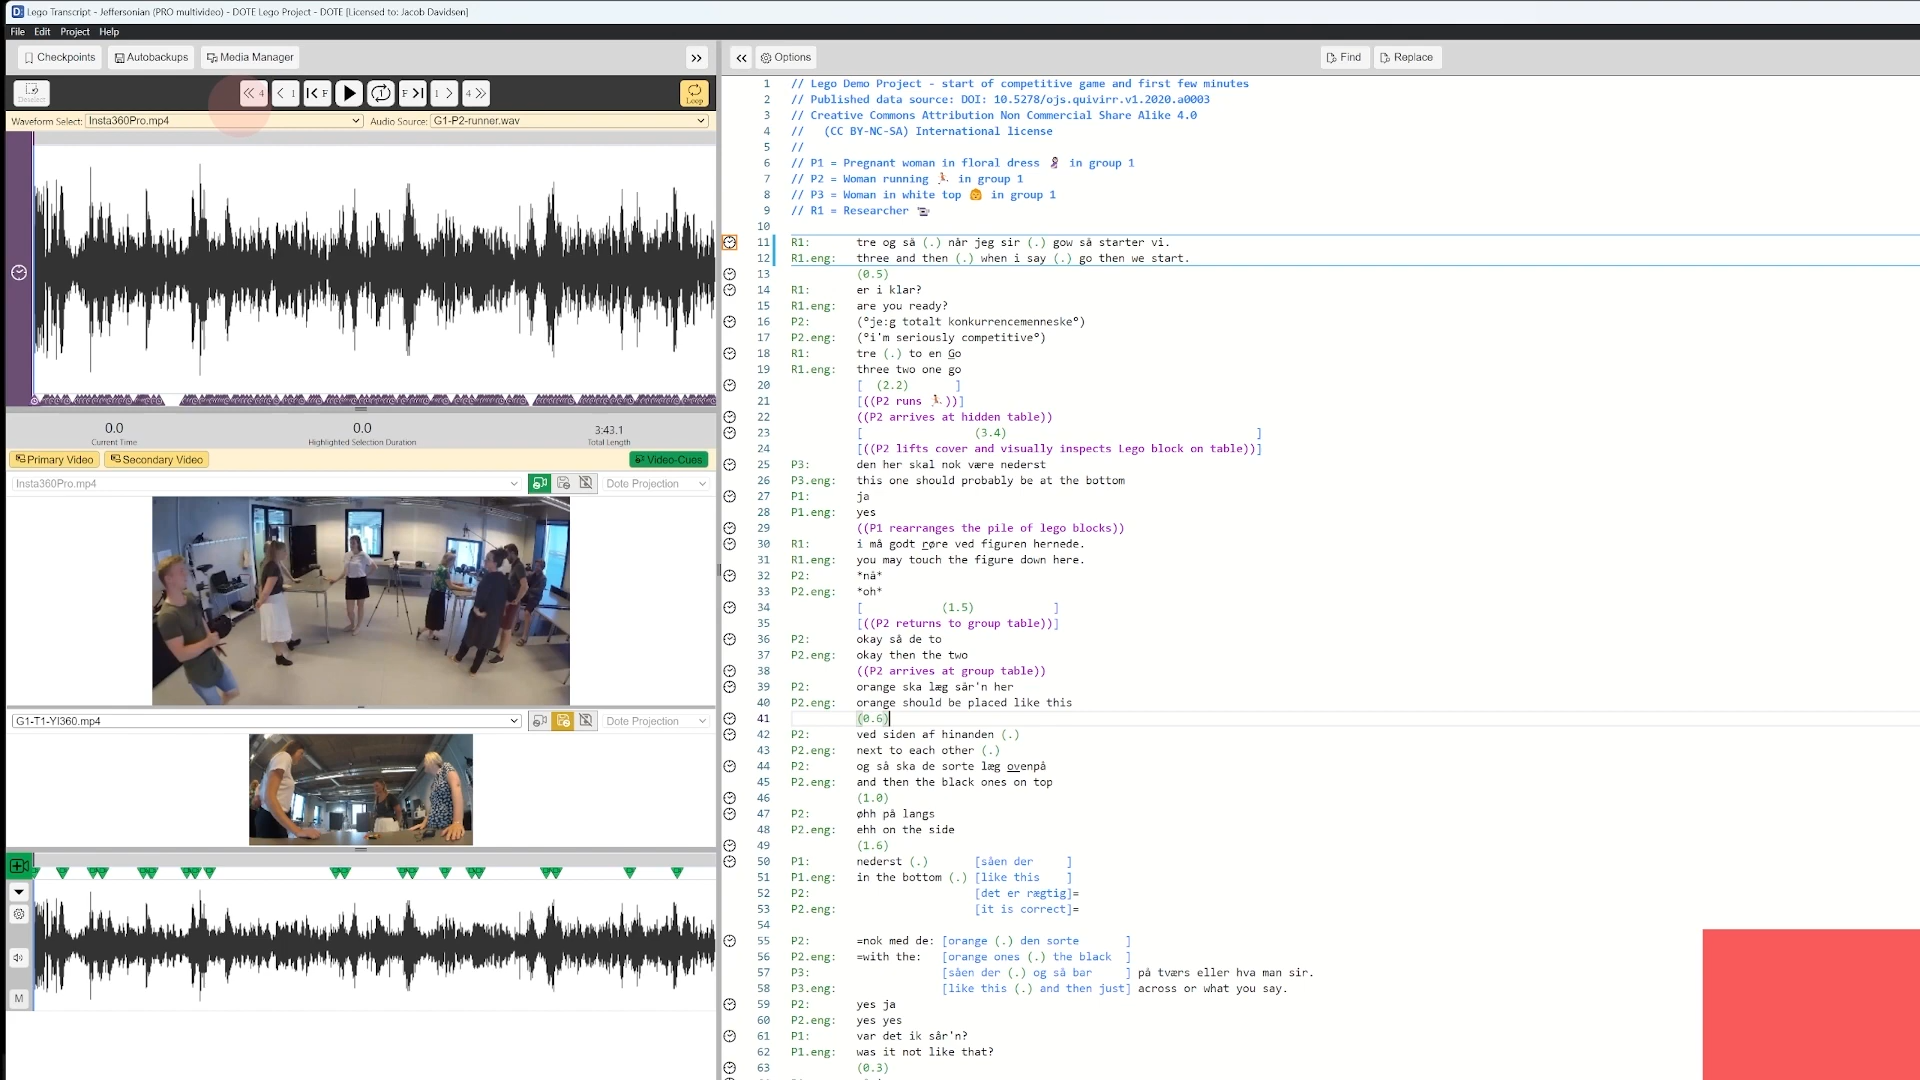 Lego Transcript - Jeffersonian (PRO multivideo) - DOTE Lego Project - DOTE [Licensed to: Jacob Davidsen]
File Edit Project Help
Checkpoints Autobackups Media Manager
Options Find Replace
Deselect 4 1 F 1 F 1 4 Loop
Waveform Select: Insta360Pro.mp4 Audio Source: G1-P2-runner.wav
0.0 0.0 3:43.1
Current Time Highlighted Selection Duration Total Length
Primary Video Secondary Video Video-Cues
Insta360Pro.mp4 Dote Projection
G1-T1-YI360.mp4 Dote Projection
M
1 // Lego Demo Project - start of competitive game and first few minutes
2 // Published data source: DOI: 10.5278/ojs.quivirr.v1.2020.a0003
3 // Creative Commons Attribution Non Commercial Share Alike 4.0
4 // (CC BY-NC-SA) International license
5 //
6 // P1 = Pregnant woman in floral dress in group 1
7 // P2 = Woman running 🏃 in group 1
8 // P3 = Woman in white top in group 1
9 // R1 = Researcher
10
11 R1: tre og så (.) når jeg sir (.) gow så starter vi.
12 R1.eng: three and then (.) when i say (.) go then we start.
13 (0.5)
14 R1: er i klar?
15 R1.eng: are you ready?
16 P2: (°je:g totalt konkurrencemenneske°)
17 P2.eng: (°i'm seriously competitive°)
18 R1: tre (.) to en Go
19 R1.eng: three two one go
20 [ (2.2) ]
21 [((P2 runs 🏃))]
22 ((P2 arrives at hidden table))
23 [ (3.4) ]
24 [((P2 lifts cover and visually inspects Lego block on table))]
25 P3: den her skal nok være nederst
26 P3.eng: this one should probably be at the bottom
27 P1: ja
28 P1.eng: yes
29 ((P1 rearranges the pile of lego blocks))
30 R1: i må godt røre ved figuren hernede.
31 R1.eng: you may touch the figure down here.
32 P2: *nå*
33 P2.eng: *oh*
34 [ (1.5) ]
35 [((P2 returns to group table))]
36 P2: okay så de to
37 P2.eng: okay then the two
38 ((P2 arrives at group table))
39 P2: orange ska læg sår'n her
40 P2.eng: orange should be placed like this
41 (0.6)
42 P2: ved siden af hinanden (.)
43 P2.eng: next to each other (.)
44 P2: og så ska de sorte læg ovenpå
45 P2.eng: and then the black ones on top
46 (1.0)
47 P2: øhh på langs
48 P2.eng: ehh on the side
49 (1.6)
50 P1: nederst (.) [såen der ]
51 P1.eng: in the bottom (.) [like this ]
52 P2: [det er rægtig]=
53 P2.eng: [it is correct]=
54
55 P2: =nok med de: [orange (.) den sorte ]
56 P2.eng: =with the: [orange ones (.) the black ]
57 P3: [såen der (.) og så bar ] på tværs eller hva man sir.
58 P3.eng: [like this (.) and then just] across or what you say.
59 P2: yes ja
60 P2.eng: yes yes
61 P1: var det ik sår'n?
62 P1.eng: was it not like that?
63 (0.3)